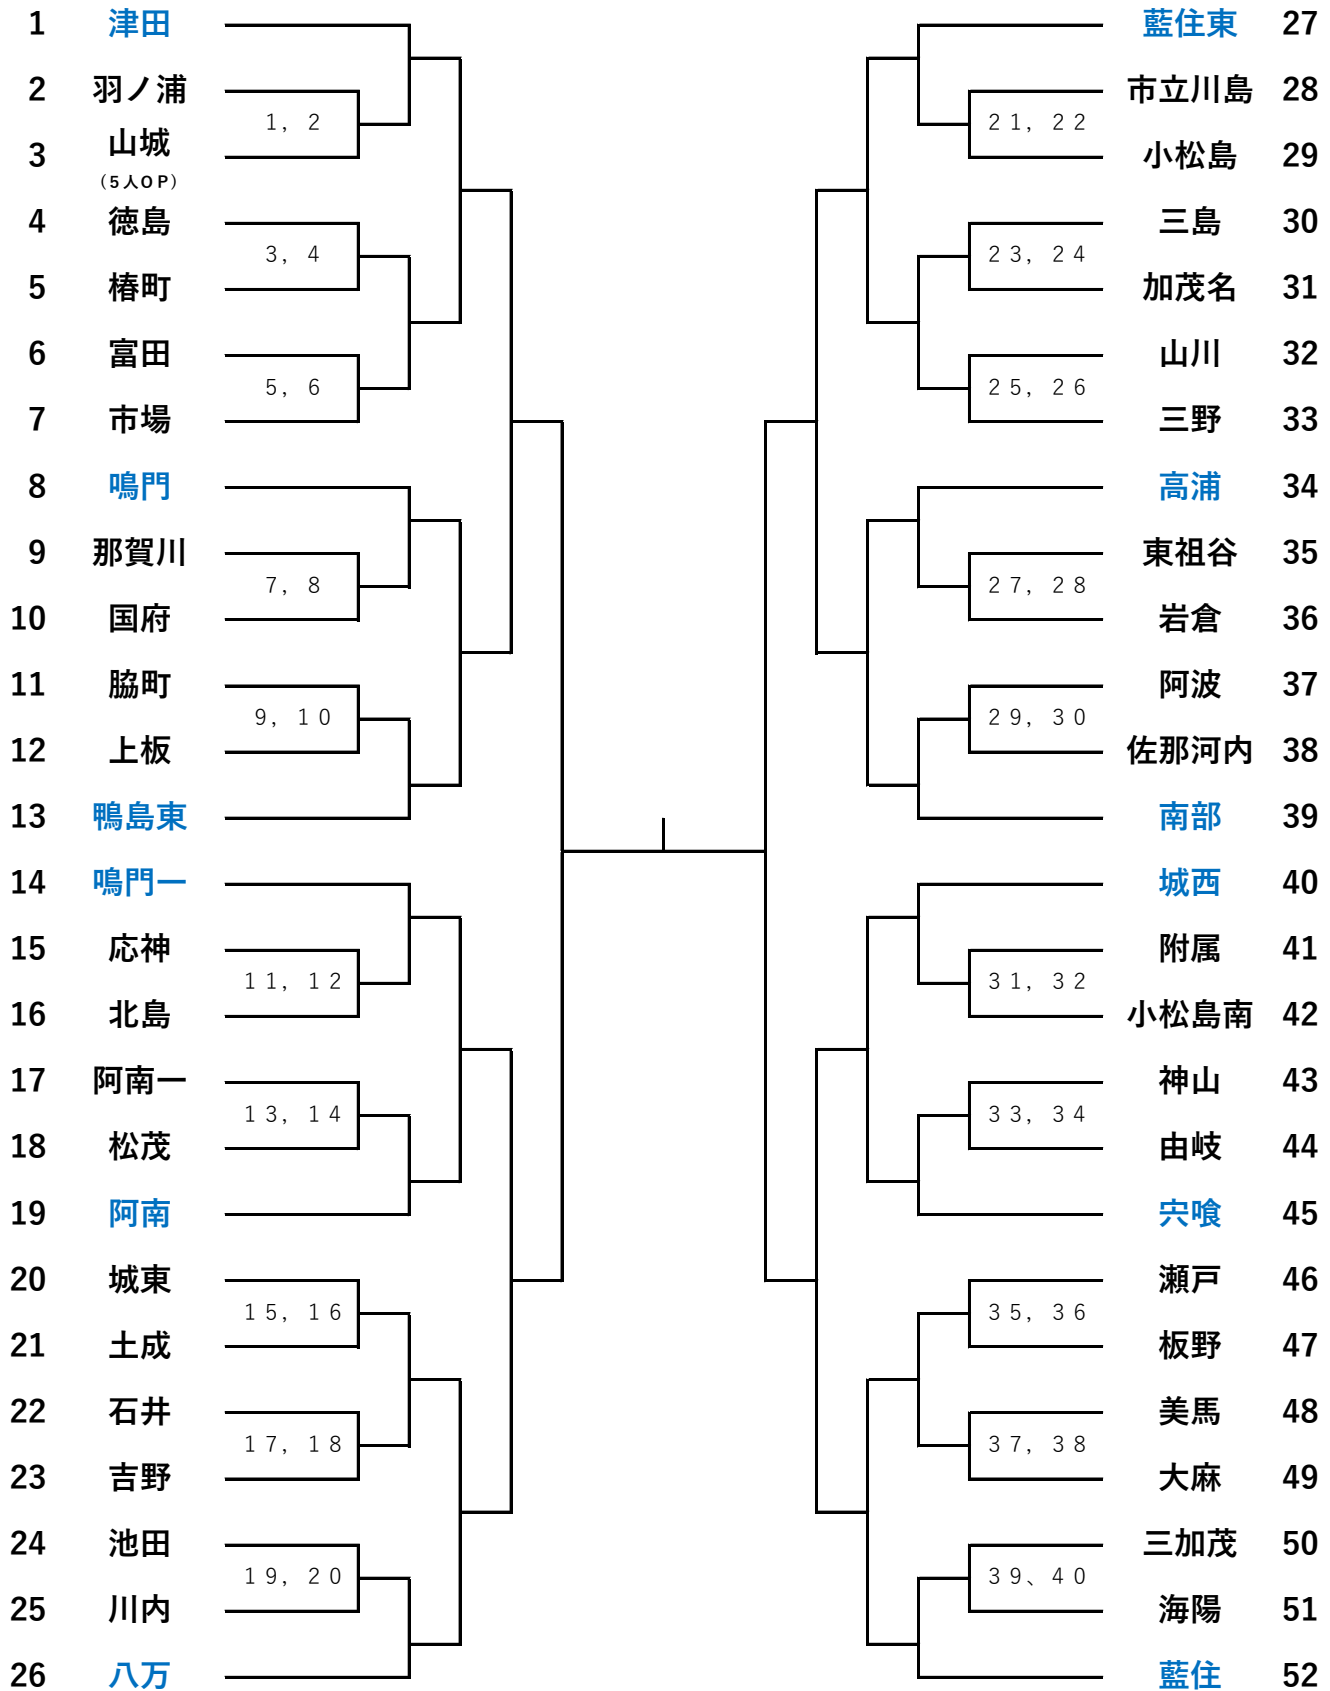 1 津田
2 羽ノ浦
1, 2
3 山城
(5人OP)
4 徳島
3, 4
5 椿町
6 富田
5, 6
7 市場
8 鳴門
9 那賀川
7, 8
10 国府
11 脇町
9, 10
12 上板
13 鴨島東
14 鳴門一
15 応神
11, 12
16 北島
17 阿南一
13, 14
18 松茂
19 阿南
20 城東
15, 16
21 土成
22 石井
17, 18
23 吉野
24 池田
19, 20
25 川内
26 八万
藍住東 27
市立川島 28
21, 22
小松島 29
三島 30
23, 24
加茂名 31
山川 32
25, 26
三野 33
高浦 34
東祖谷 35
27, 28
岩倉 36
阿波 37
29, 30
佐那河内 38
南部 39
城西 40
附属 41
31, 32
小松島南 42
神山 43
33, 34
由岐 44
宍喰 45
瀬戸 46
35, 36
板野 47
美馬 48
37, 38
大麻 49
三加茂 50
39、40
海陽 51
藍住 52